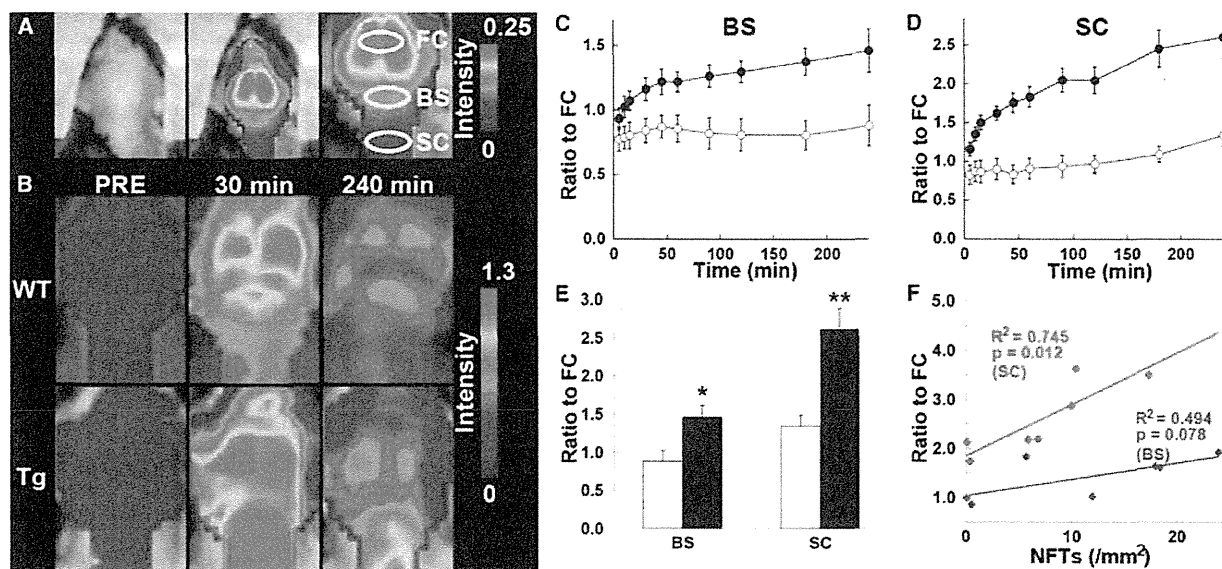 A
FC
BS
SC
0.25
Intensity
0
B
PRE
30 min
240 min
WT
Tg
1.3
Intensity
0
C
BS
Ratio to FC
1.5
1.0
0.5
0.0
0
50
100
150
200
Time (min)
D
SC
Ratio to FC
2.5
2.0
1.5
1.0
0.5
0.0
0
50
100
150
200
Time (min)
E
Ratio to FC
3.0
2.5
2.0
1.5
1.0
0.5
0.0
*
**
BS
SC
F
Ratio to FC
5.0
4.0
3.0
2.0
1.0
R² = 0.745
p = 0.012
(SC)
R² = 0.494
p = 0.078
(BS)
0
10
20
NFTs (/mm²)